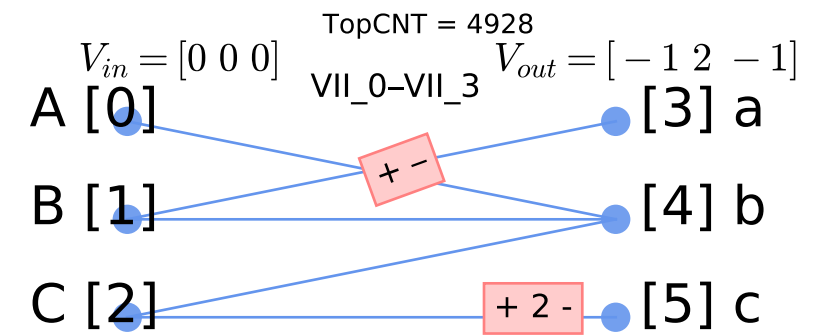 TopCNT = 4928
V_in = [0 0 0]
V_out = [ − 1 2 − 1]
VII_0–VII_3
A [0]
[3] a
+ −
B [1]
[4] b
C [2]
+ 2 -
[5] c